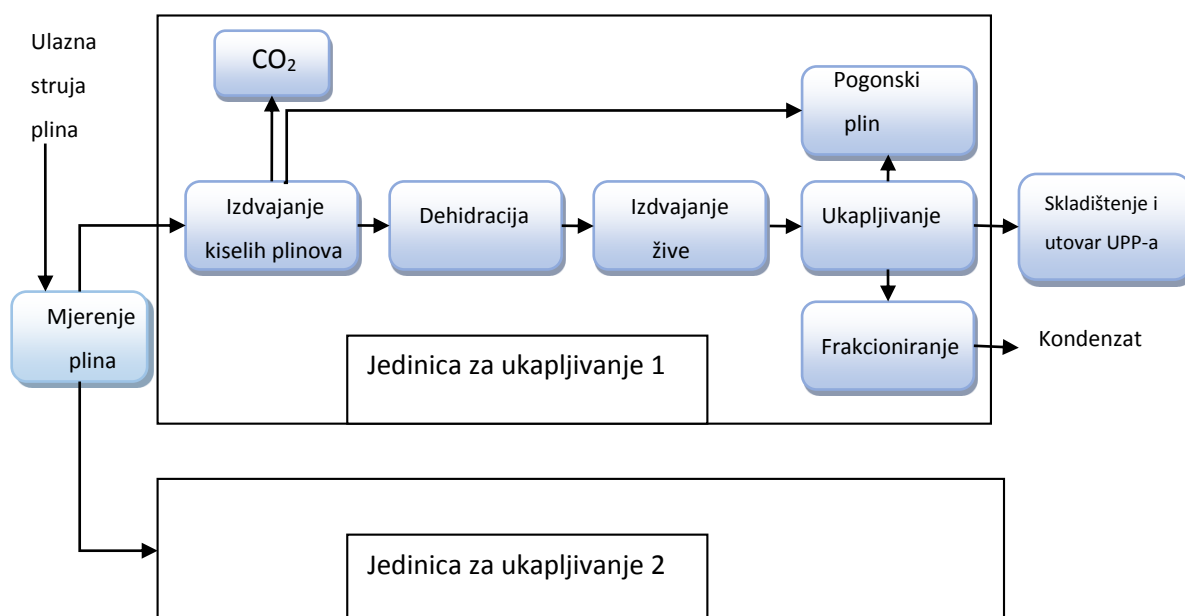 Ulazna
struja
plina
Mjerenje
plina
CO₂
Pogonski
plin
Izdvajanje
kiselih plinova
Dehidracija
Izdvajanje
žive
Ukapljivanje
Skladištenje i
utovar UPP-a
Frakcioniranje
Kondenzat
Jedinica za ukapljivanje 1
Jedinica za ukapljivanje 2